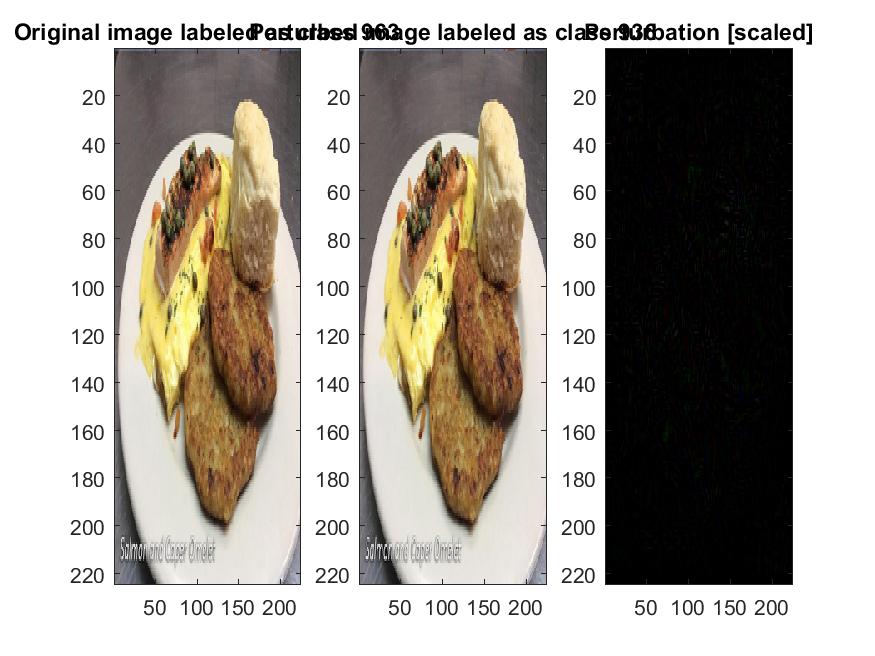 Original image labeled as class 963
Perturbed image labeled as class 936
Perturbation [scaled]
20 20 20
40 40 40
60 60 60
80 80 80
100 100 100
120 120 120
140 140 140
160 160 160
180 180 180
200 200 200
Salmon and Caper Omelet Salmon and Caper Omelet
220 220 220
50 100 150 200 50 100 150 200 50 100 150 200